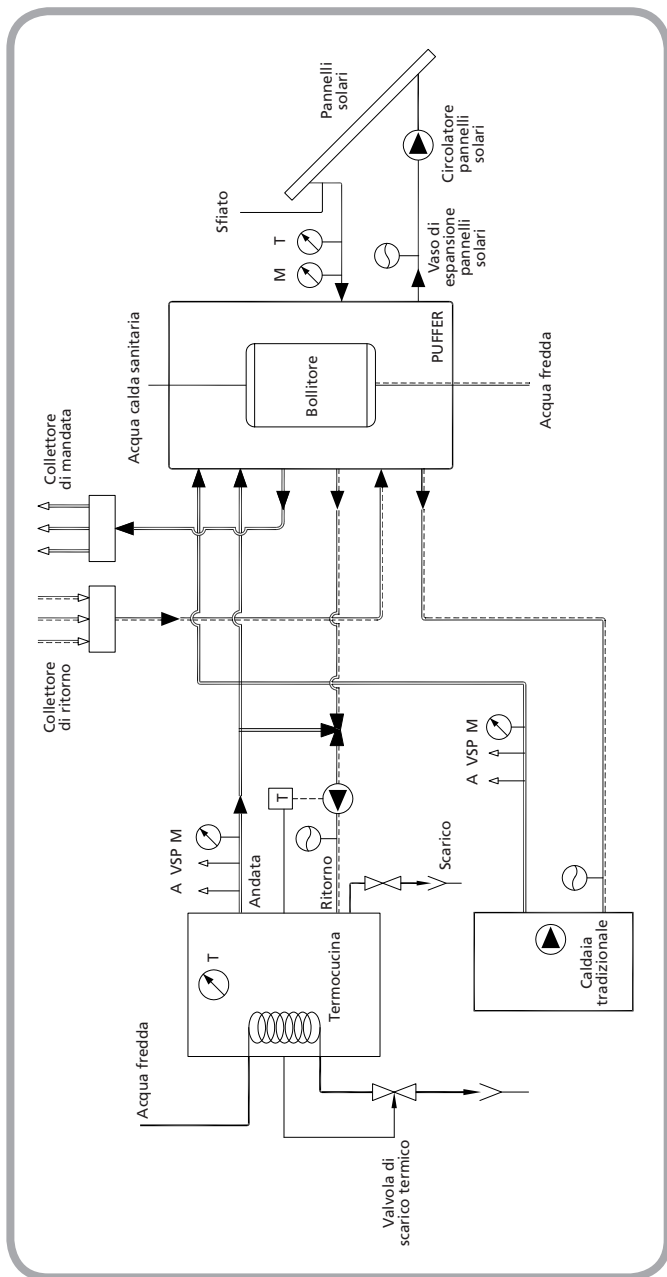 Acqua fredda
Valvola di
scarico termico
T
Termocucina
A VSP M
Andata
T
Ritorno
Scarico
Caldaia
tradizionale
A VSP M
Collettore
di ritorno
Collettore
di mandata
Acqua calda sanitaria
Bollitore
PUFFER
Acqua fredda
Sfiato
M
T
Pannelli
solari
Vaso di
espansione
pannelli
solari
Circolatore
pannelli
solari